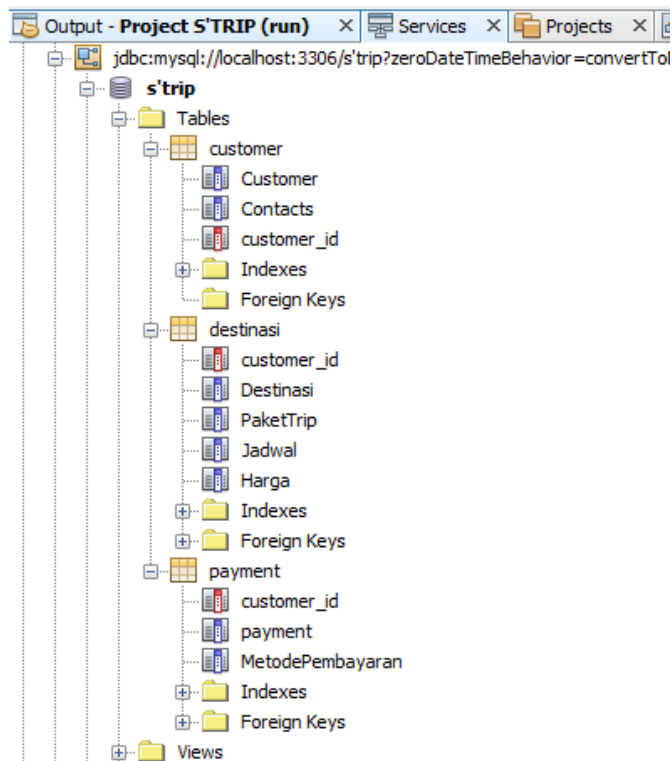 Output - Project S'TRIP (run) Services Projects
jdbc:mysql://localhost:3306/s'trip?zeroDateTimeBehavior=convertTo
s'trip
Tables
customer
Customer
Contacts
customer_id
Indexes
Foreign Keys
destinasi
customer_id
Destinasi
PaketTrip
Jadwal
Harga
Indexes
Foreign Keys
payment
customer_id
payment
MetodePembayaran
Indexes
Foreign Keys
Views